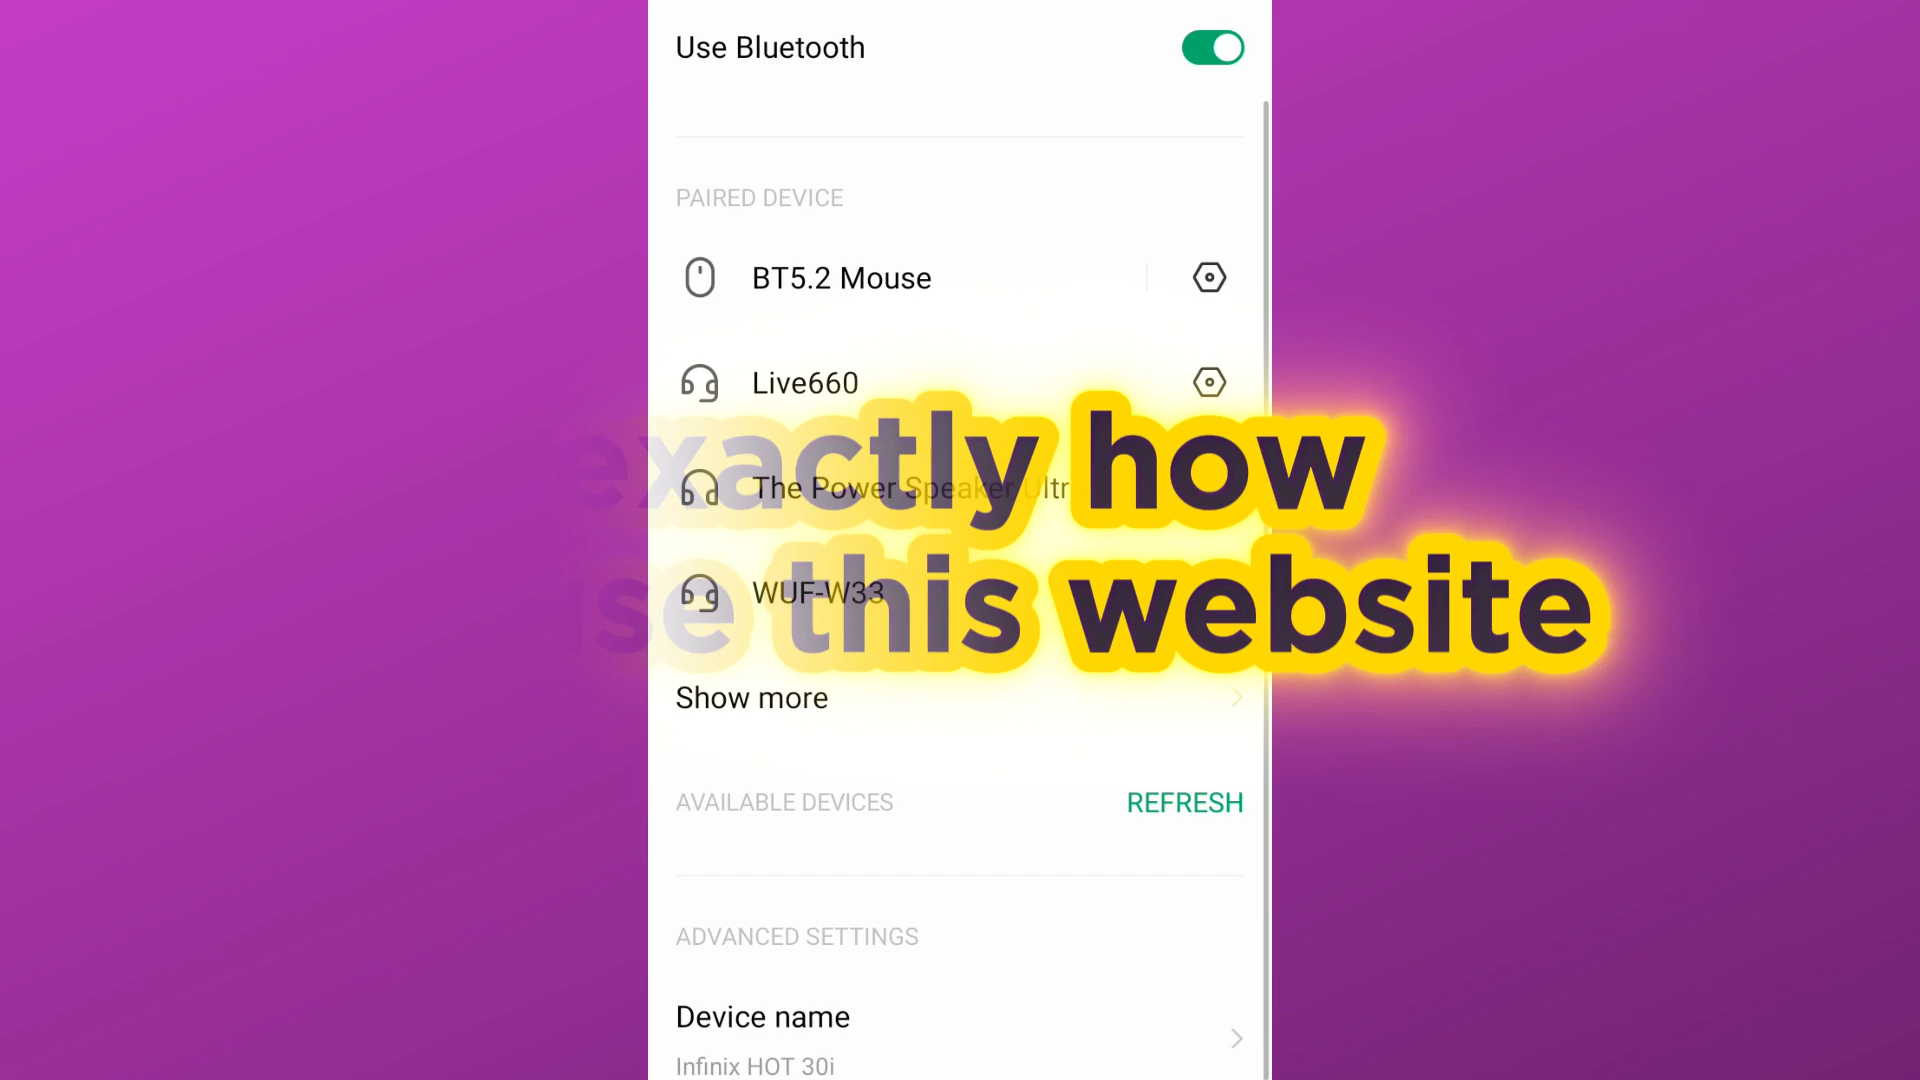 Use Bluetooth
PAIRED DEVICE
BT5.2 Mouse
Live660
exactly how
The Power Speaker Ultr
WUF-W33
se this website
Show more
AVAILABLE DEVICES
REFRESH
ADVANCED SETTINGS
Device name
Infinix HOT 30i